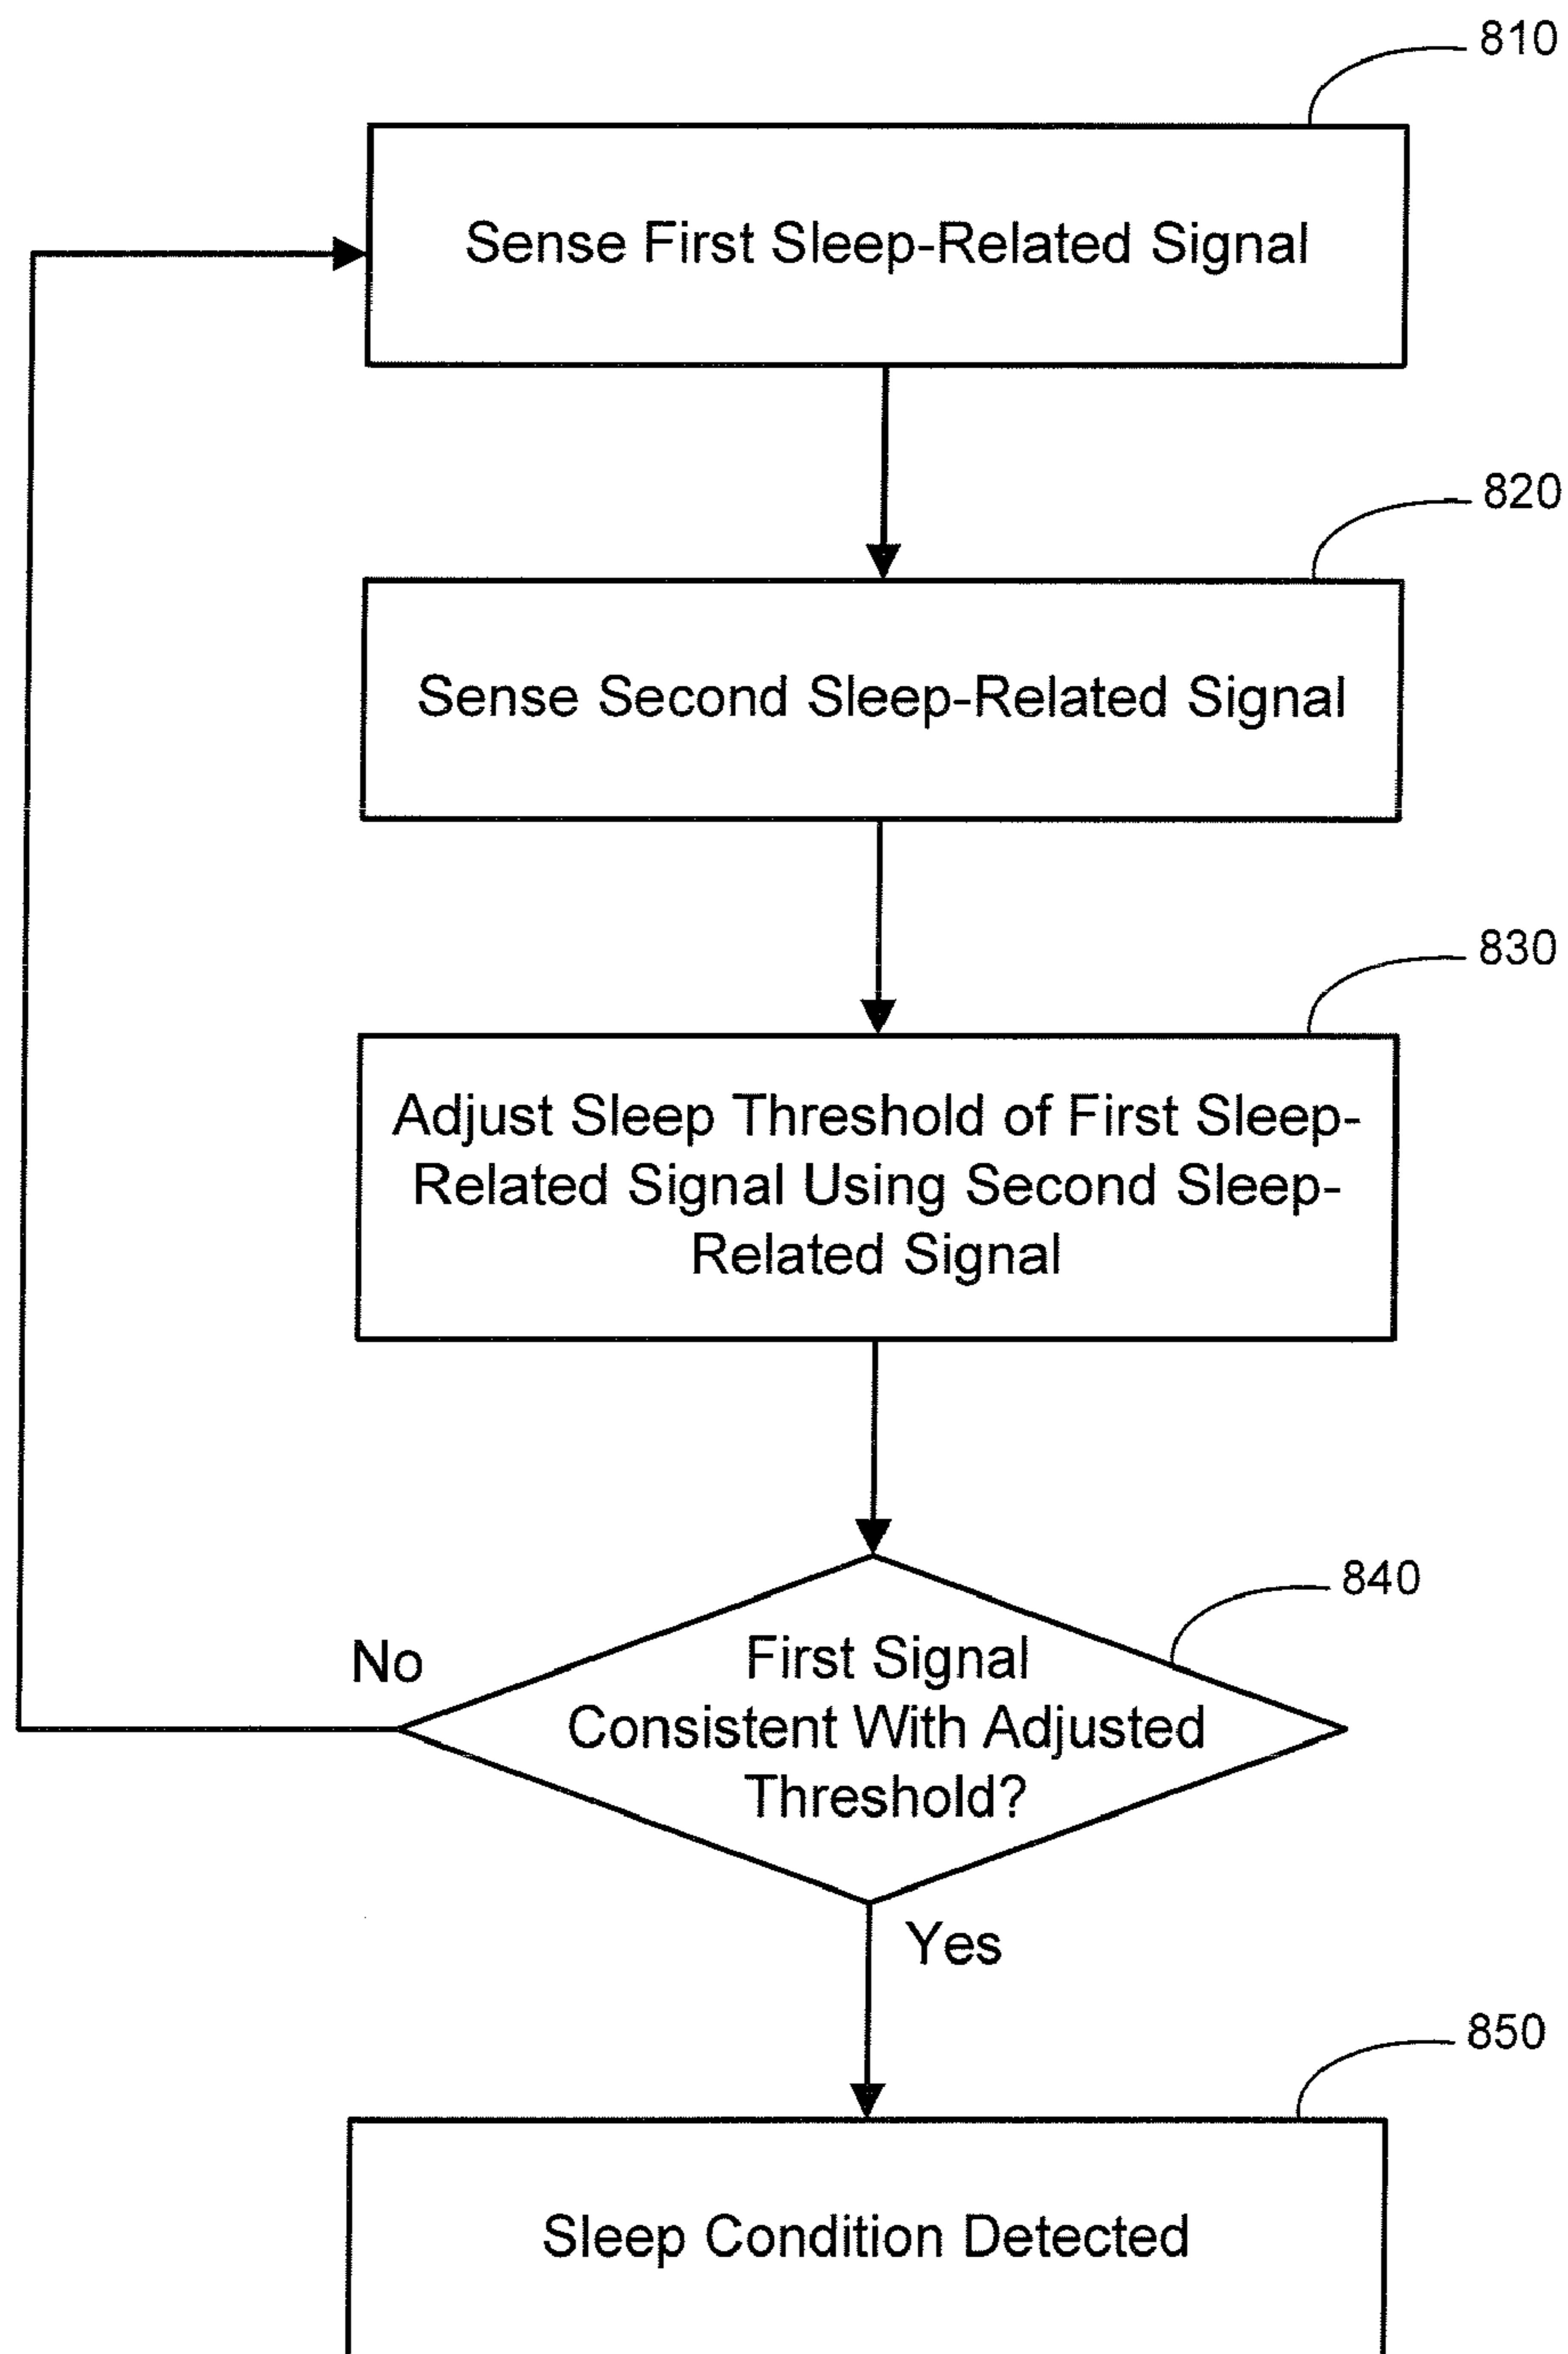 810
Sense First Sleep-Related Signal
820
Sense Second Sleep-Related Signal
830
Adjust Sleep Threshold of First Sleep-
Related Signal Using Second Sleep-
Related Signal
840
No
First Signal
Consistent With Adjusted
Threshold?
Yes
850
Sleep Condition Detected